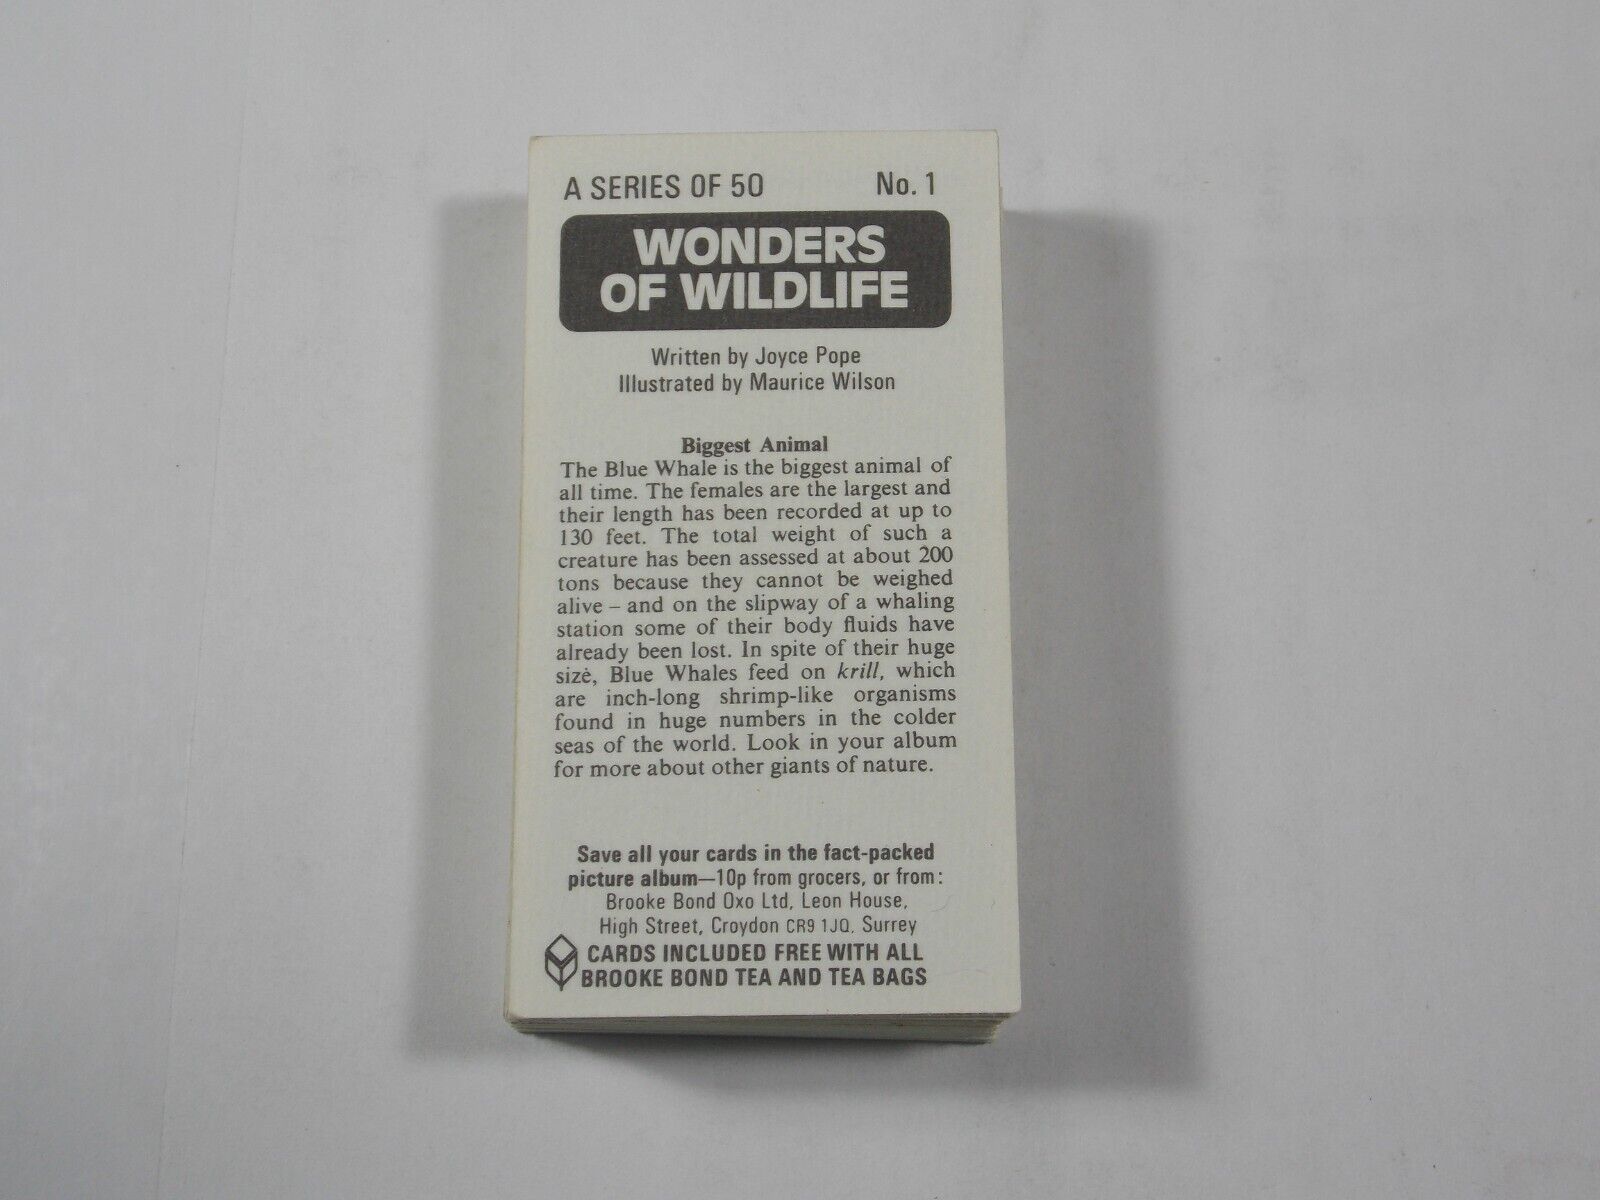 A SERIES OF 50 No. 1
WONDERS
OF WILDLIFE
Written by Joyce Pope
Illustrated by Maurice Wilson
Biggest Animal
The Blue Whale is the biggest animal of
all time. The females are the largest and
their length has been recorded at up to
130 feet. The total weight of such a
creature has been assessed at about 200
tons because they cannot be weighed
alive – and on the slipway of a whaling
station some of their body fluids have
already been lost. In spite of their huge
size, Blue Whales feed on krill, which
are inch-long shrimp-like organisms
found in huge numbers in the colder
seas of the world. Look in your album
for more about other giants of nature.
Save all your cards in the fact-packed
picture album—10p from grocers, or from:
Brooke Bond Oxo Ltd, Leon House,
High Street, Croydon CR9 1JQ, Surrey
CARDS INCLUDED FREE WITH ALL
BROOKE BOND TEA AND TEA BAGS